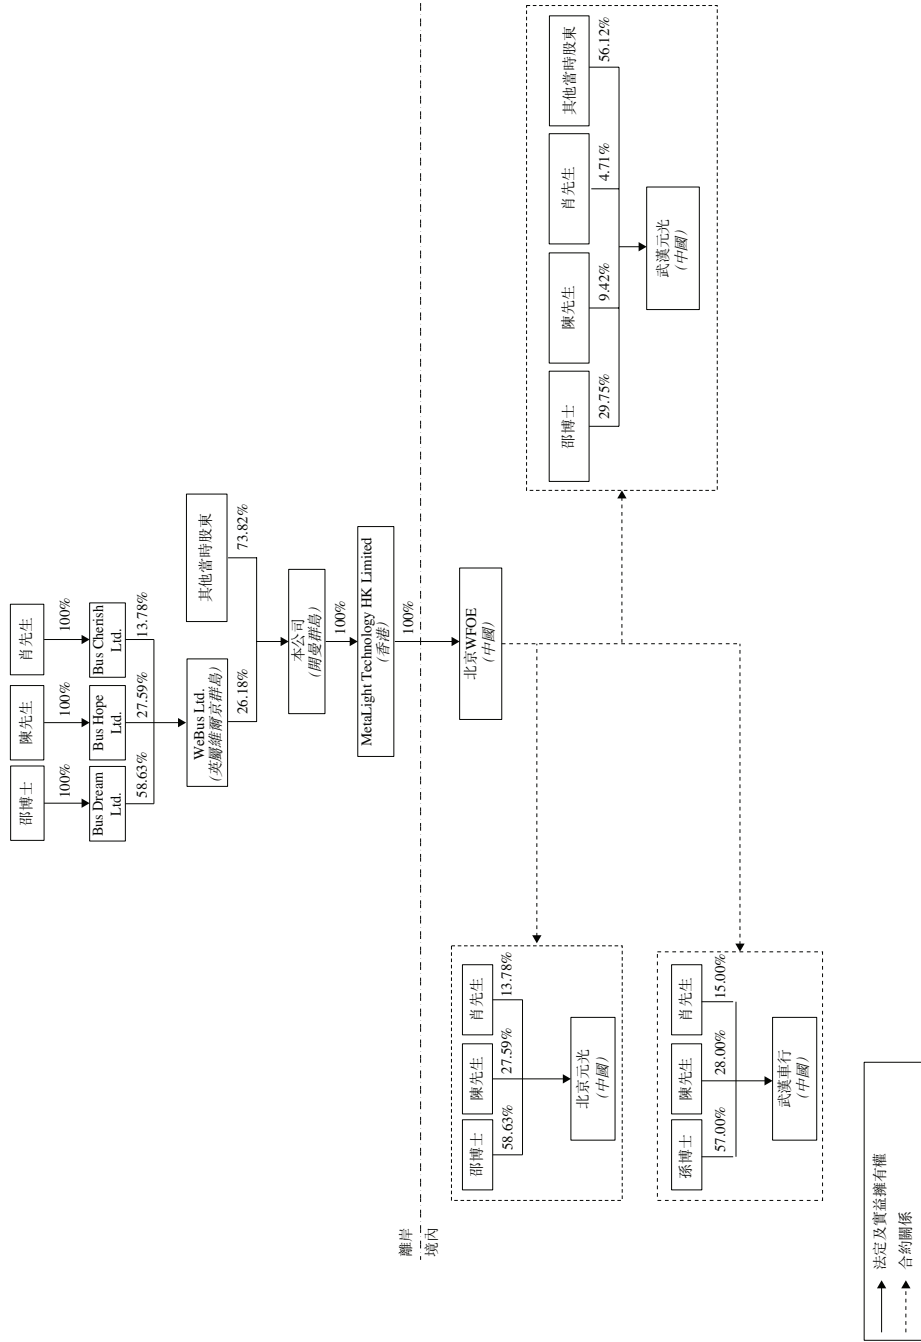 邵博士
陳先生
肖先生
100%
100%
100%
Bus Dream
Ltd.
Bus Hope
Ltd.
Bus Cherish
Ltd.
58.63%
27.59%
13.78%
WeBus Ltd.
(英屬維爾京群島)
其他當時股東
26.18%
73.82%
本公司
(開曼群島)
100%
MetaLight Technology HK Limited
(香港)
100%
離岸
境內
北京WFOE
(中國)
邵博士
陳先生
肖先生
58.63%
27.59%
13.78%
北京元光
(中國)
邵博士
陳先生
肖先生
其他當時股東
29.75%
9.42%
4.71%
56.12%
武漢元光
(中國)
孫博士
陳先生
肖先生
57.00%
28.00%
15.00%
武漢車行
(中國)
法定及實益擁有權
合約關係